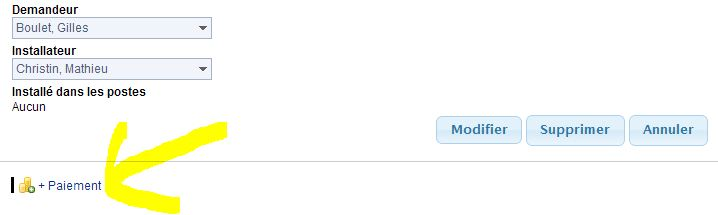 Demandeur
Boulet, Gilles
Installateur
Christin, Mathieu
Installé dans les postes
Aucun
Modifier Supprimer Annuler
+ Paiement